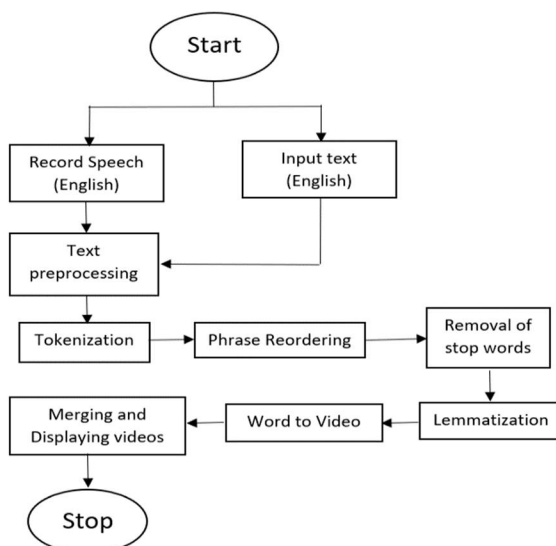 Start
Record Speech
(English)
Input text
(English)
Text
preprocessing
Tokenization
Phrase Reordering
Removal of
stop words
Lemmatization
Word to Video
Merging and
Displaying videos
Stop